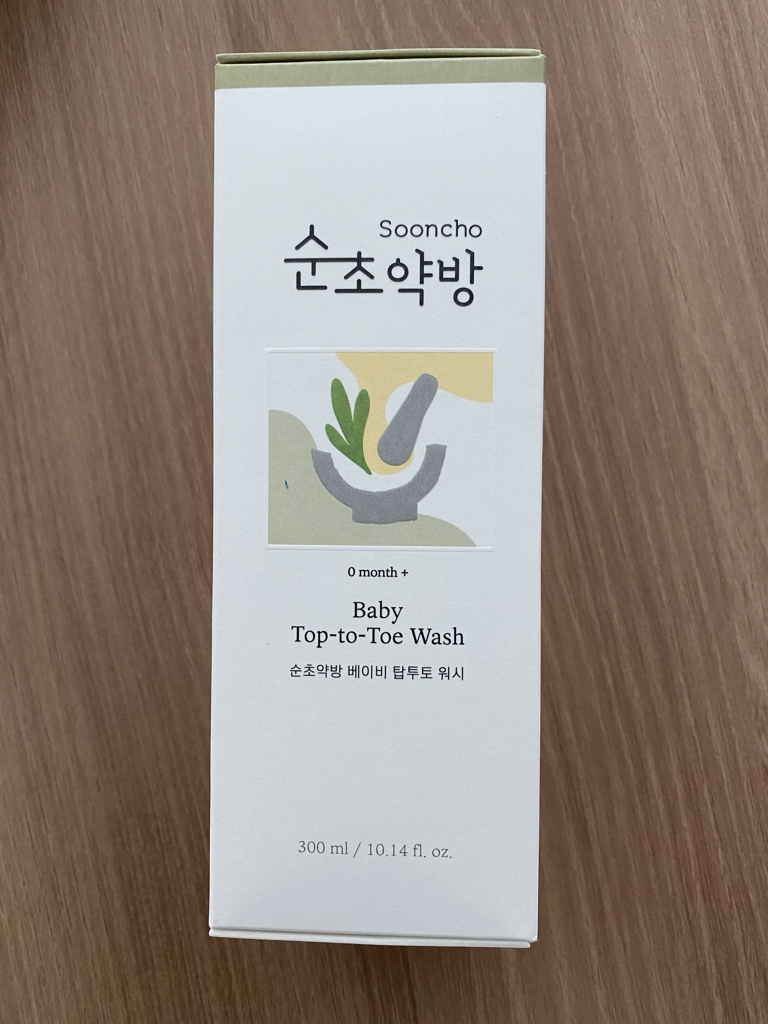 Sooncho
순초약방
0 month +
Baby
Top-to-Toe Wash
순초약방 베이비 탑투토 워시
300 ml / 10.14 fl. oz.